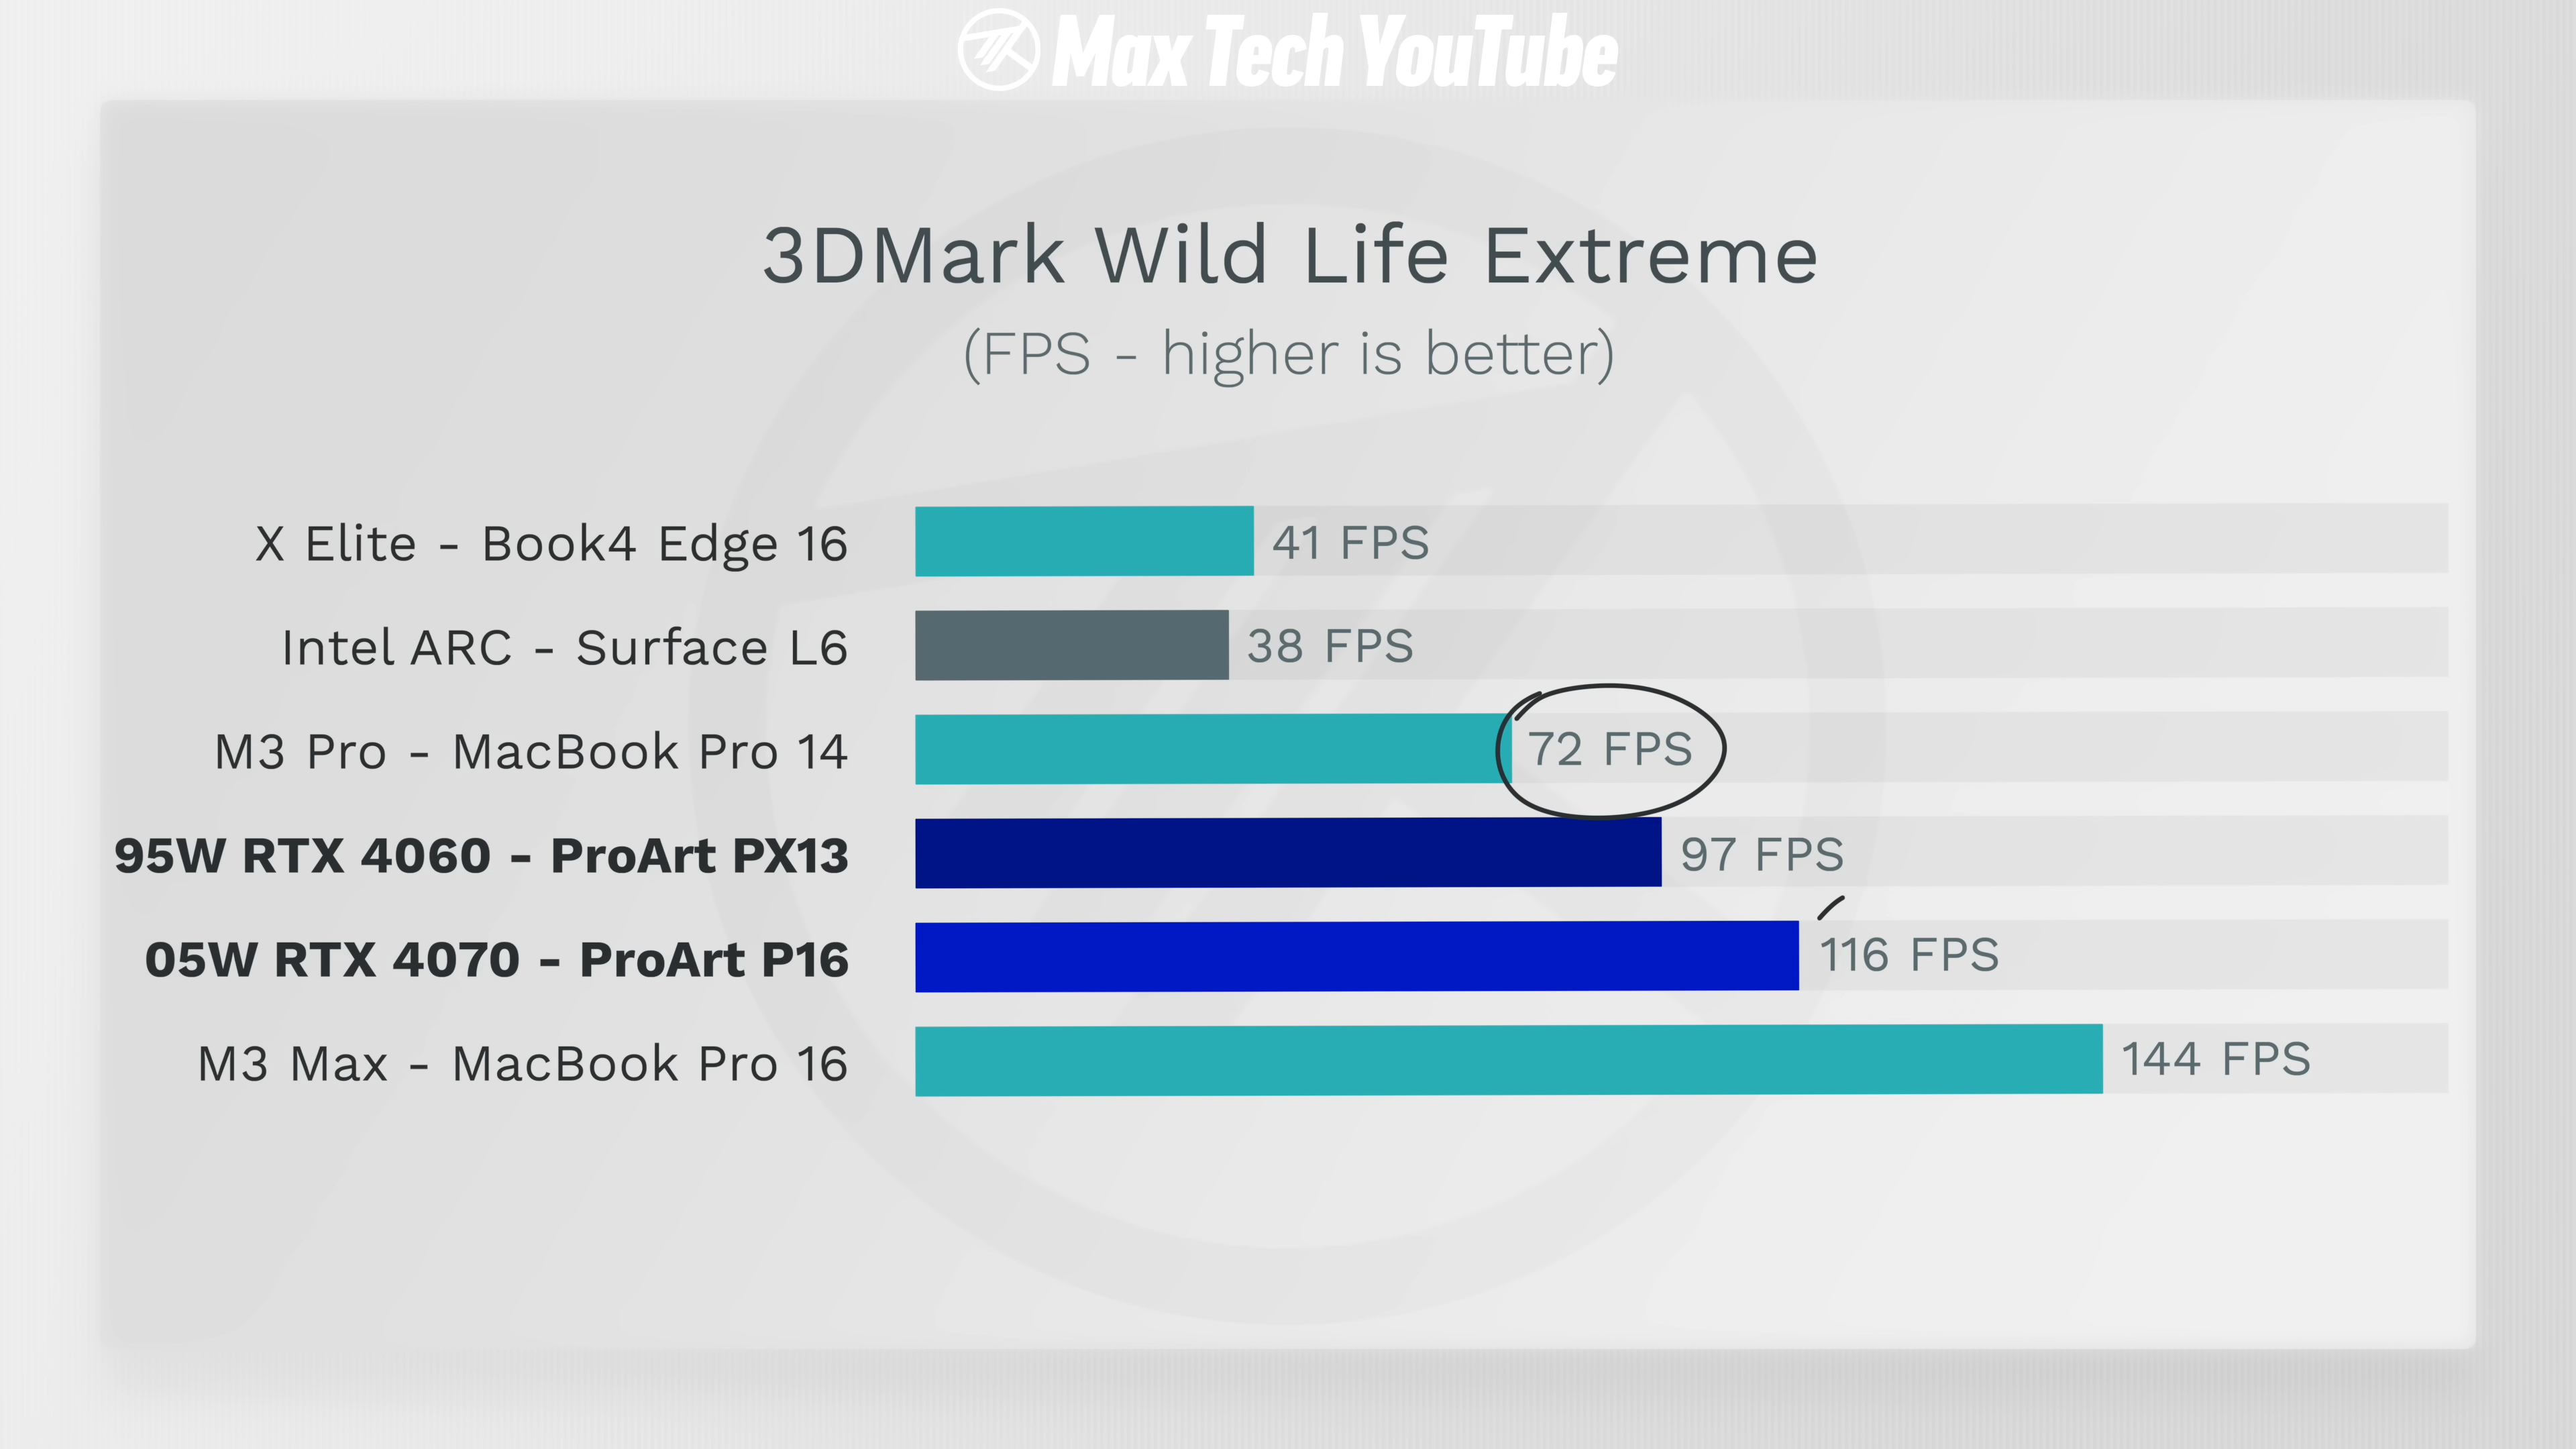 Max Tech YouTube
3DMark Wild Life Extreme
(FPS - higher is better)
X Elite - Book4 Edge 16 41 FPS
Intel ARC - Surface L6 38 FPS
M3 Pro - MacBook Pro 14 72 FPS
95W RTX 4060 - ProArt PX13 97 FPS
05W RTX 4070 - ProArt P16 116 FPS
M3 Max - MacBook Pro 16 144 FPS